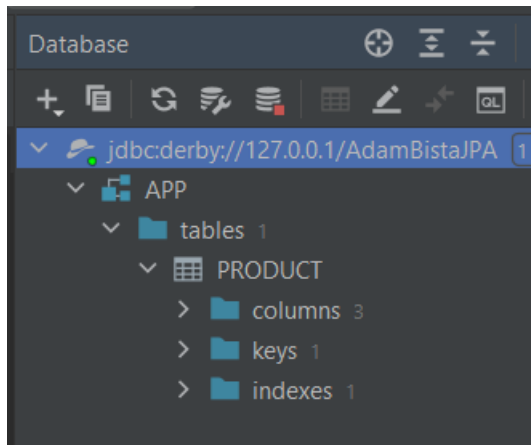 Database
QL
jdbc:derby://127.0.0.1/AdamBistaJPA 1
APP
tables 1
PRODUCT
columns 3
keys 1
indexes 1